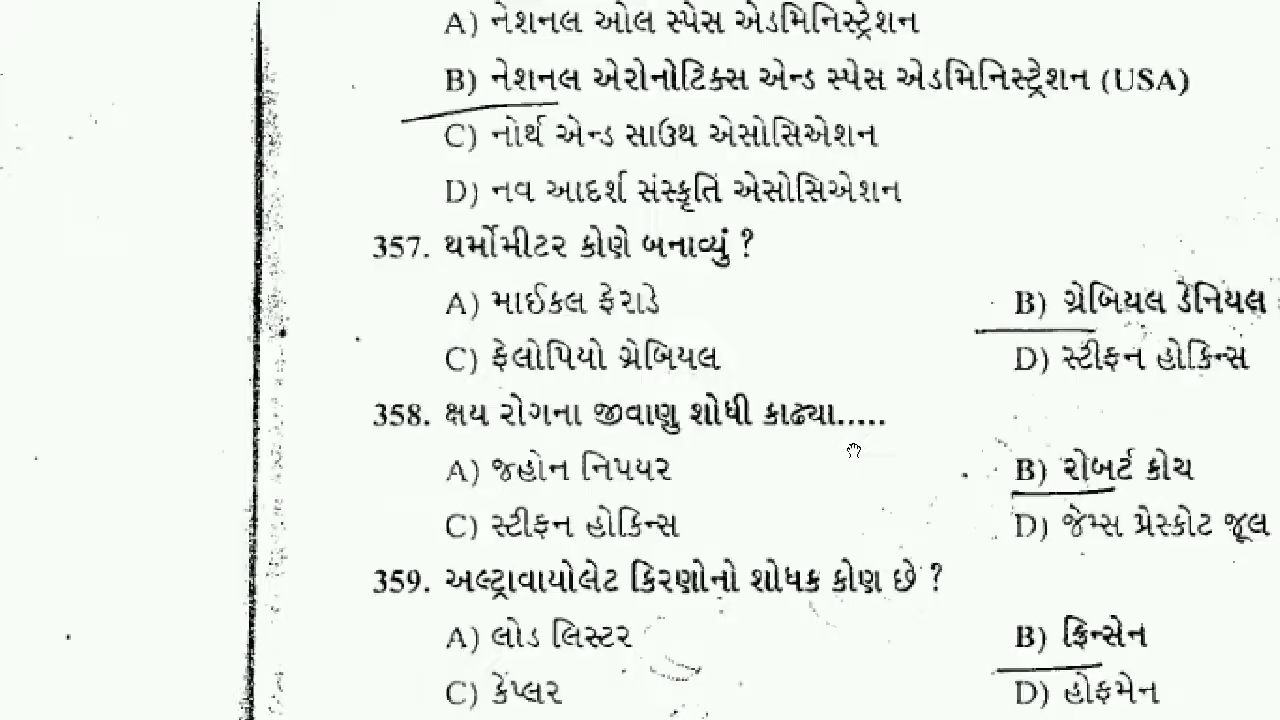 A) નેશનલ ઓલ સ્પેસ એડમિનિસ્ટ્રેશન
B) નેશનલ એરોનોટિક્સ એન્ડ સ્પેસ એડમિનિસ્ટ્રેશન (USA)
C) નોર્થ એન્ડ સાઉથ એસોસિએશન
D) નવ આદર્શ સંસ્કૃતિ એસોસિએશન
357. થર્મોમીટર કોણે બનાવ્યું ?
A) માઈકલ ફેરાડે B) ગ્રેબિયલ ડેનિયલ
C) ફેલોપિયો ગ્રેબિયલ D) સ્ટીફન હોકિન્સ
358. ક્ષય રોગના જીવાણુ શોધી કાઢ્યા.....
A) જહોન નિપયર B) રોબર્ટ કોચ
C) સ્ટીફન હોકિન્સ D) જેમ્સ પ્રેસ્કોટ જૂલ
359. અલ્ટ્રાવાયોલેટ કિરણોનો શોધક કોણ છે ?
A) લોડ લિસ્ટર B) ફિન્સેન
C) કેપ્લર D) હોફમેન